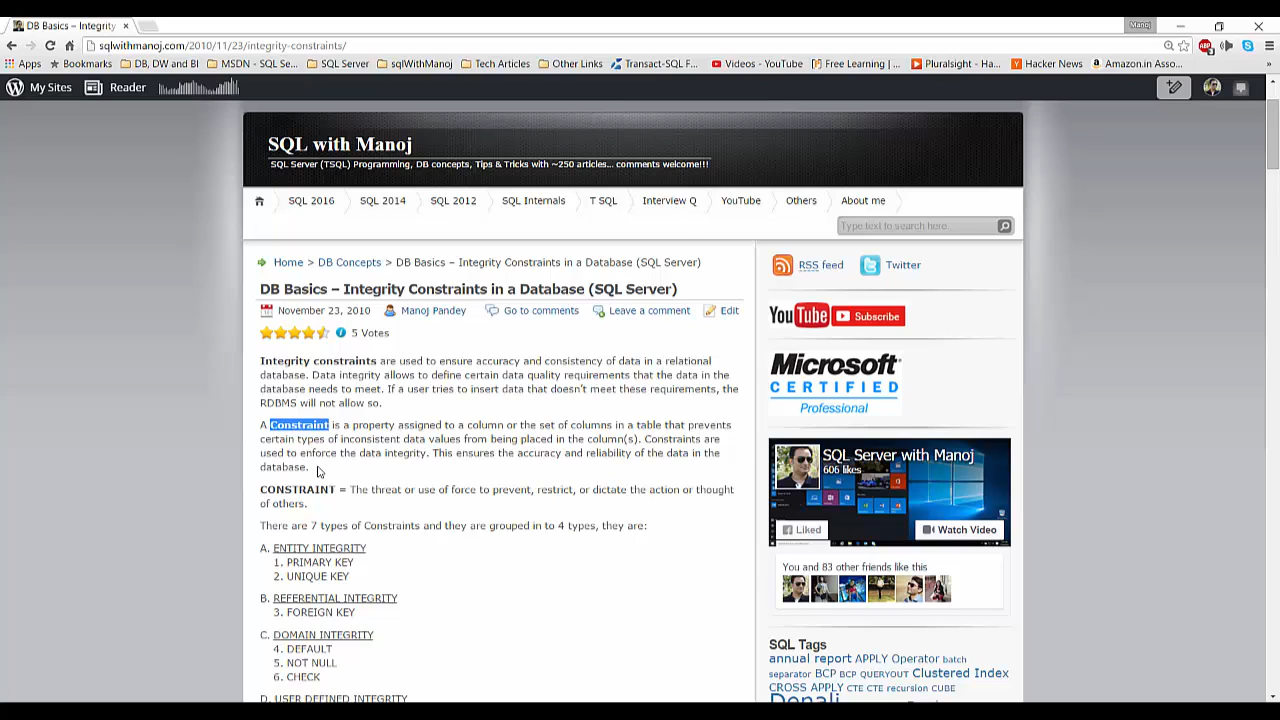 DB Basics – Integrity
Manoj
sqlwithmanoj.com/2010/11/23/integrity-constraints/
Apps
Bookmarks
DB, DW and BI
MSDN - SQL Se...
SQL Server
sqlWithManoj
Tech Articles
Other Links
Transact-SQL F...
Videos - YouTube
Free Learning |...
Pluralsight - Ha...
Hacker News
Amazon.in Asso...
»
My Sites
Reader
SQL with Manoj
SQL Server (TSQL) Programming, DB concepts, Tips & Tricks with ~250 articles... comments welcome!!!
SQL 2016
SQL 2014
SQL 2012
SQL Internals
T SQL
Interview Q
YouTube
Others
About me
Type text to search here...
Home > DB Concepts > DB Basics – Integrity Constraints in a Database (SQL Server)
DB Basics – Integrity Constraints in a Database (SQL Server)
November 23, 2010
Manoj Pandey
Go to comments
Leave a comment
Edit
5 Votes
Integrity constraints are used to ensure accuracy and consistency of data in a relational
database. Data integrity allows to define certain data quality requirements that the data in the
database needs to meet. If a user tries to insert data that doesn't meet these requirements, the
RDBMS will not allow so.
A Constraint is a property assigned to a column or the set of columns in a table that prevents
certain types of inconsistent data values from being placed in the column(s). Constraints are
used to enforce the data integrity. This ensures the accuracy and reliability of the data in the
database.
CONSTRAINT = The threat or use of force to prevent, restrict, or dictate the action or thought
of others.
There are 7 types of Constraints and they are grouped in to 4 types, they are:
A. ENTITY INTEGRITY
1. PRIMARY KEY
2. UNIQUE KEY
B. REFERENTIAL INTEGRITY
3. FOREIGN KEY
C. DOMAIN INTEGRITY
4. DEFAULT
5. NOT NULL
6. CHECK
D. USER DEFINED INTEGRITY
RSS feed
Twitter
YouTube
Subscribe
Microsoft
CERTIFIED
Professional
SQL Server with Manoj
606 likes
Liked
Watch Video
You and 83 other friends like this
SQL Tags
annual report APPLY Operator batch
separator BCP BCP QUERYOUT Clustered Index
CROSS APPLY CTE CTE recursion CUBE
Denali